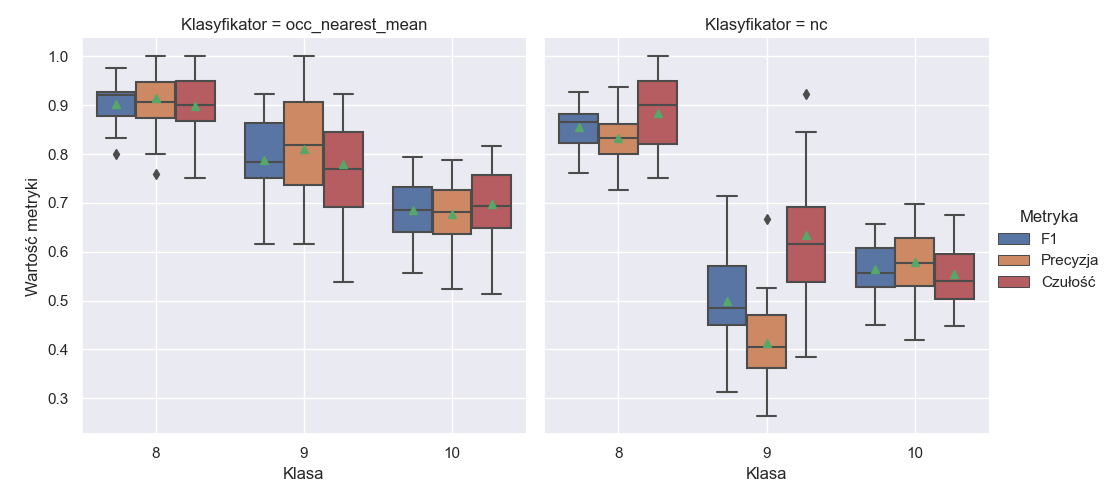 Klasyfikator = occ_nearest_mean
Klasyfikator = nc
1.0
0.9
0.8
0.7
0.6
0.5
0.4
0.3
Wartość metryki
8
9
10
Klasa
8
9
10
Klasa
Metryka
F1
Precyzja
Czułość